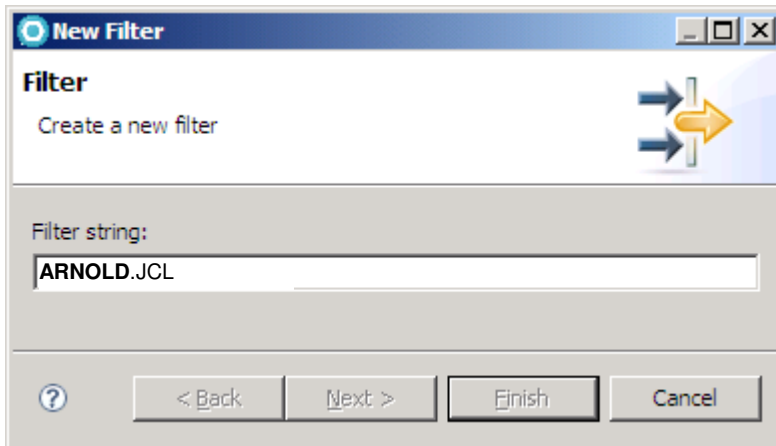 New Filter
Filter
Create a new filter
Filter string:
ARNOLD.JCL
< Back Next > Finish Cancel